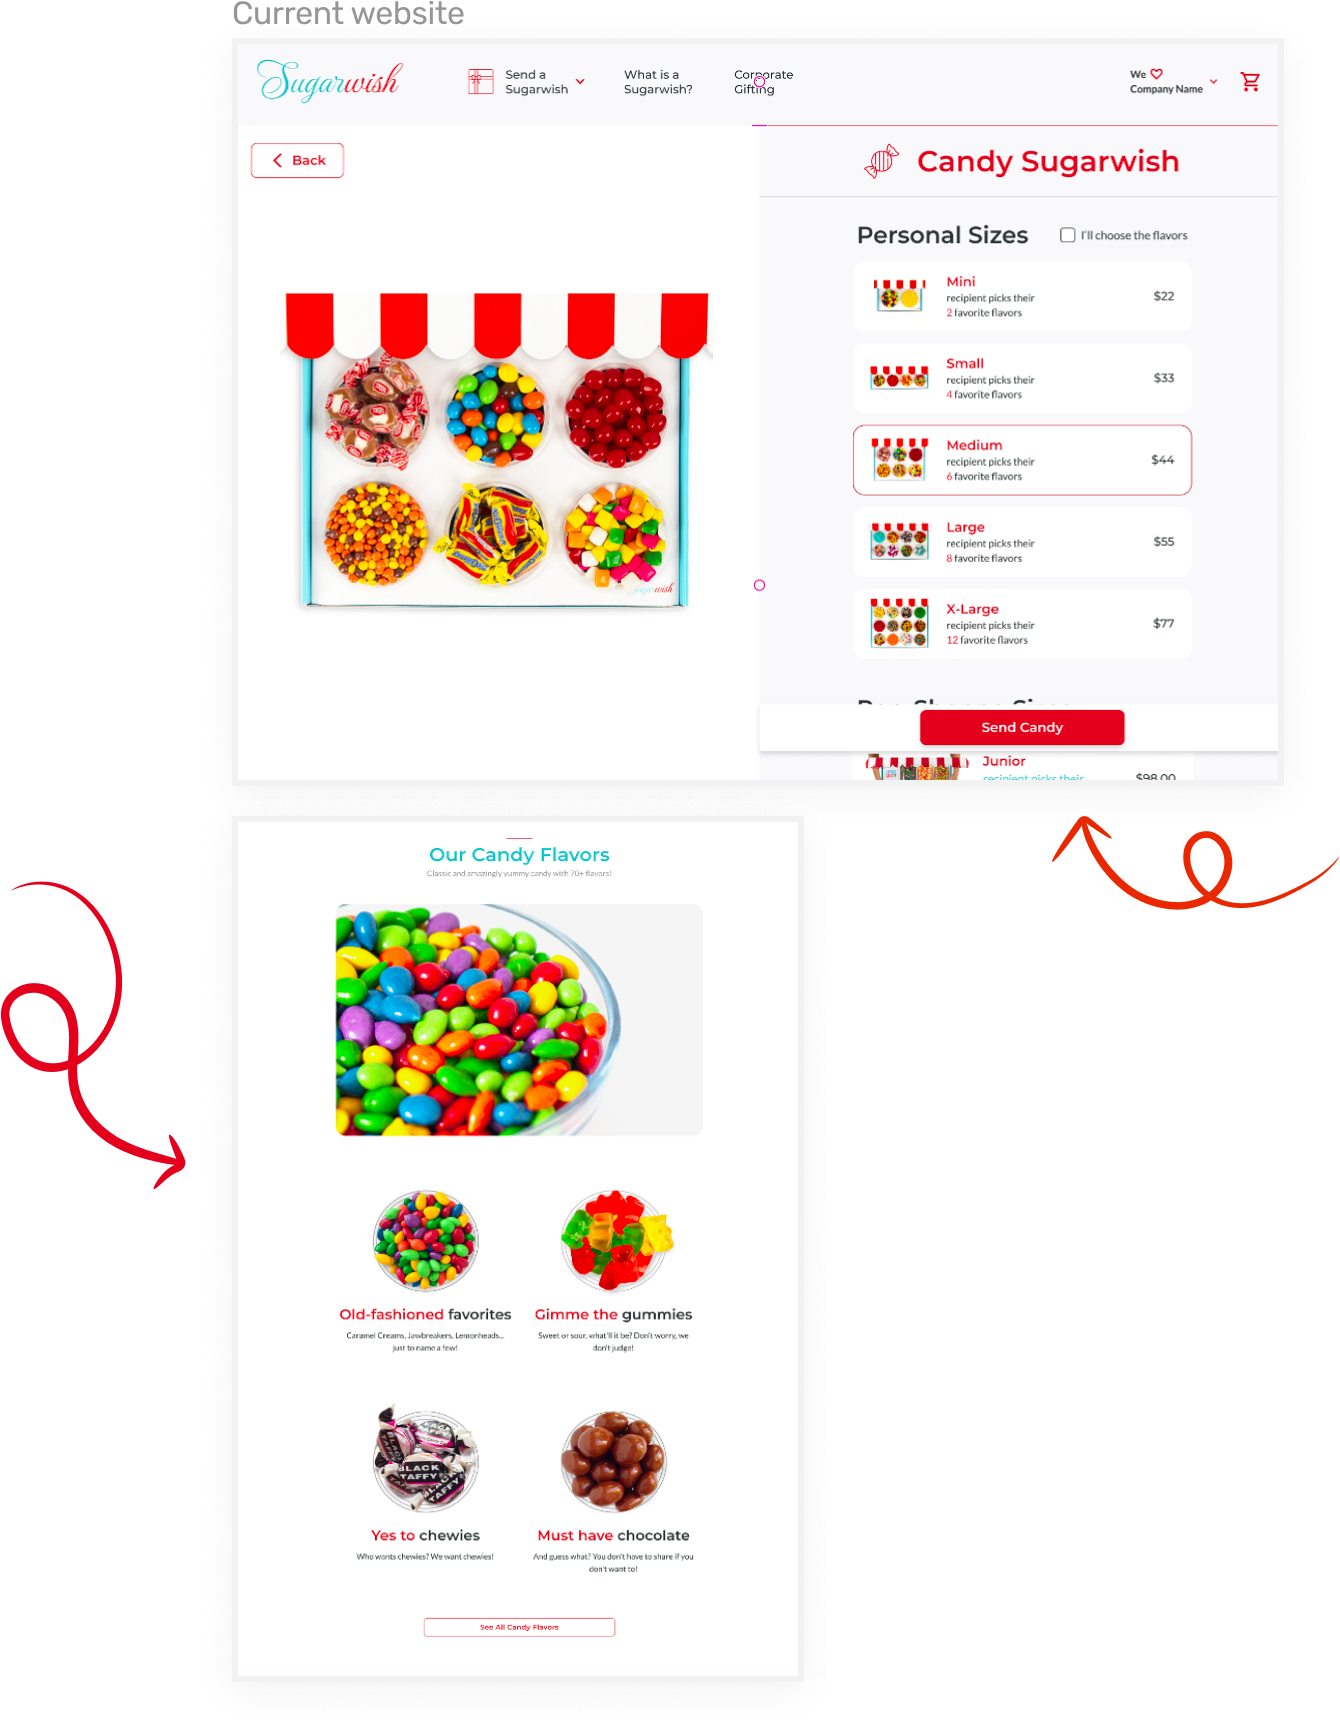 Current website
Sugarwish
Send a
Sugarwish
What is a
Sugarwish?
Corporate
Gifting
We
Company Name
Back
Candy Sugarwish
Personal Sizes
I'll choose the flavors
Mini
recipient picks their
2 favorite flavors
$22
Small
recipient picks their
4 favorite flavors
$33
Medium
recipient picks their
6 favorite flavors
$44
Large
recipient picks their
8 favorite flavors
$55
X-Large
recipient picks their
12 favorite flavors
$77
Send Candy
Junior
recipient picks their
$98.00
Sugarwish
Our Candy Flavors
Classic and amazingly yummy candy with 70+ flavors!
Old-fashioned favorites
Caramel Creams, Jawbreakers, Lemonheads...
just to name a few!
Gimme the gummies
Sweet or sour, what'll it be? Don't worry, we
don't judge!
BLACK
TAFFY
Yes to chewies
Who wants chewies? We want chewies!
Must have chocolate
And guess what? You don't have to share if you
don't want to!
See All Candy Flavors